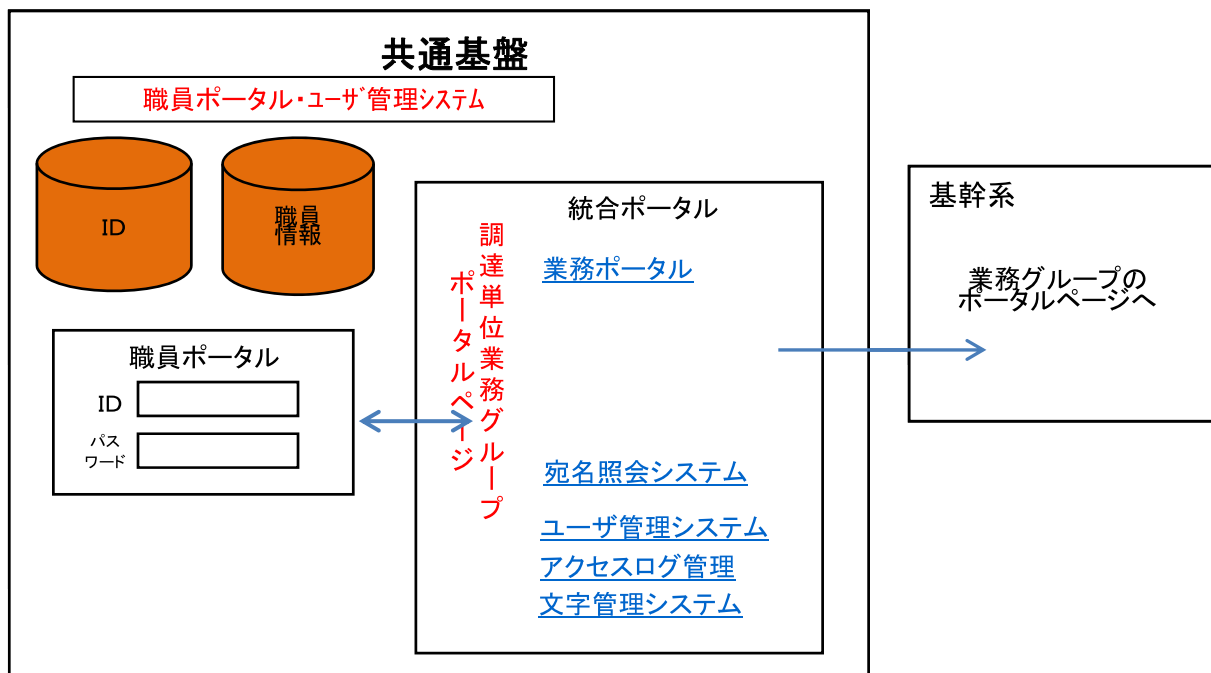 共通基盤
職員ポータル・ユーザ管理システム
ID
職員
情報
職員ポータル
ID
パス
ワード
統合ポータル
調達単位業務グループ
ポータルページ
業務ポータル
宛名照会システム
ユーザ管理システム
アクセスログ管理
文字管理システム
基幹系
業務グループの
ポータルページへ